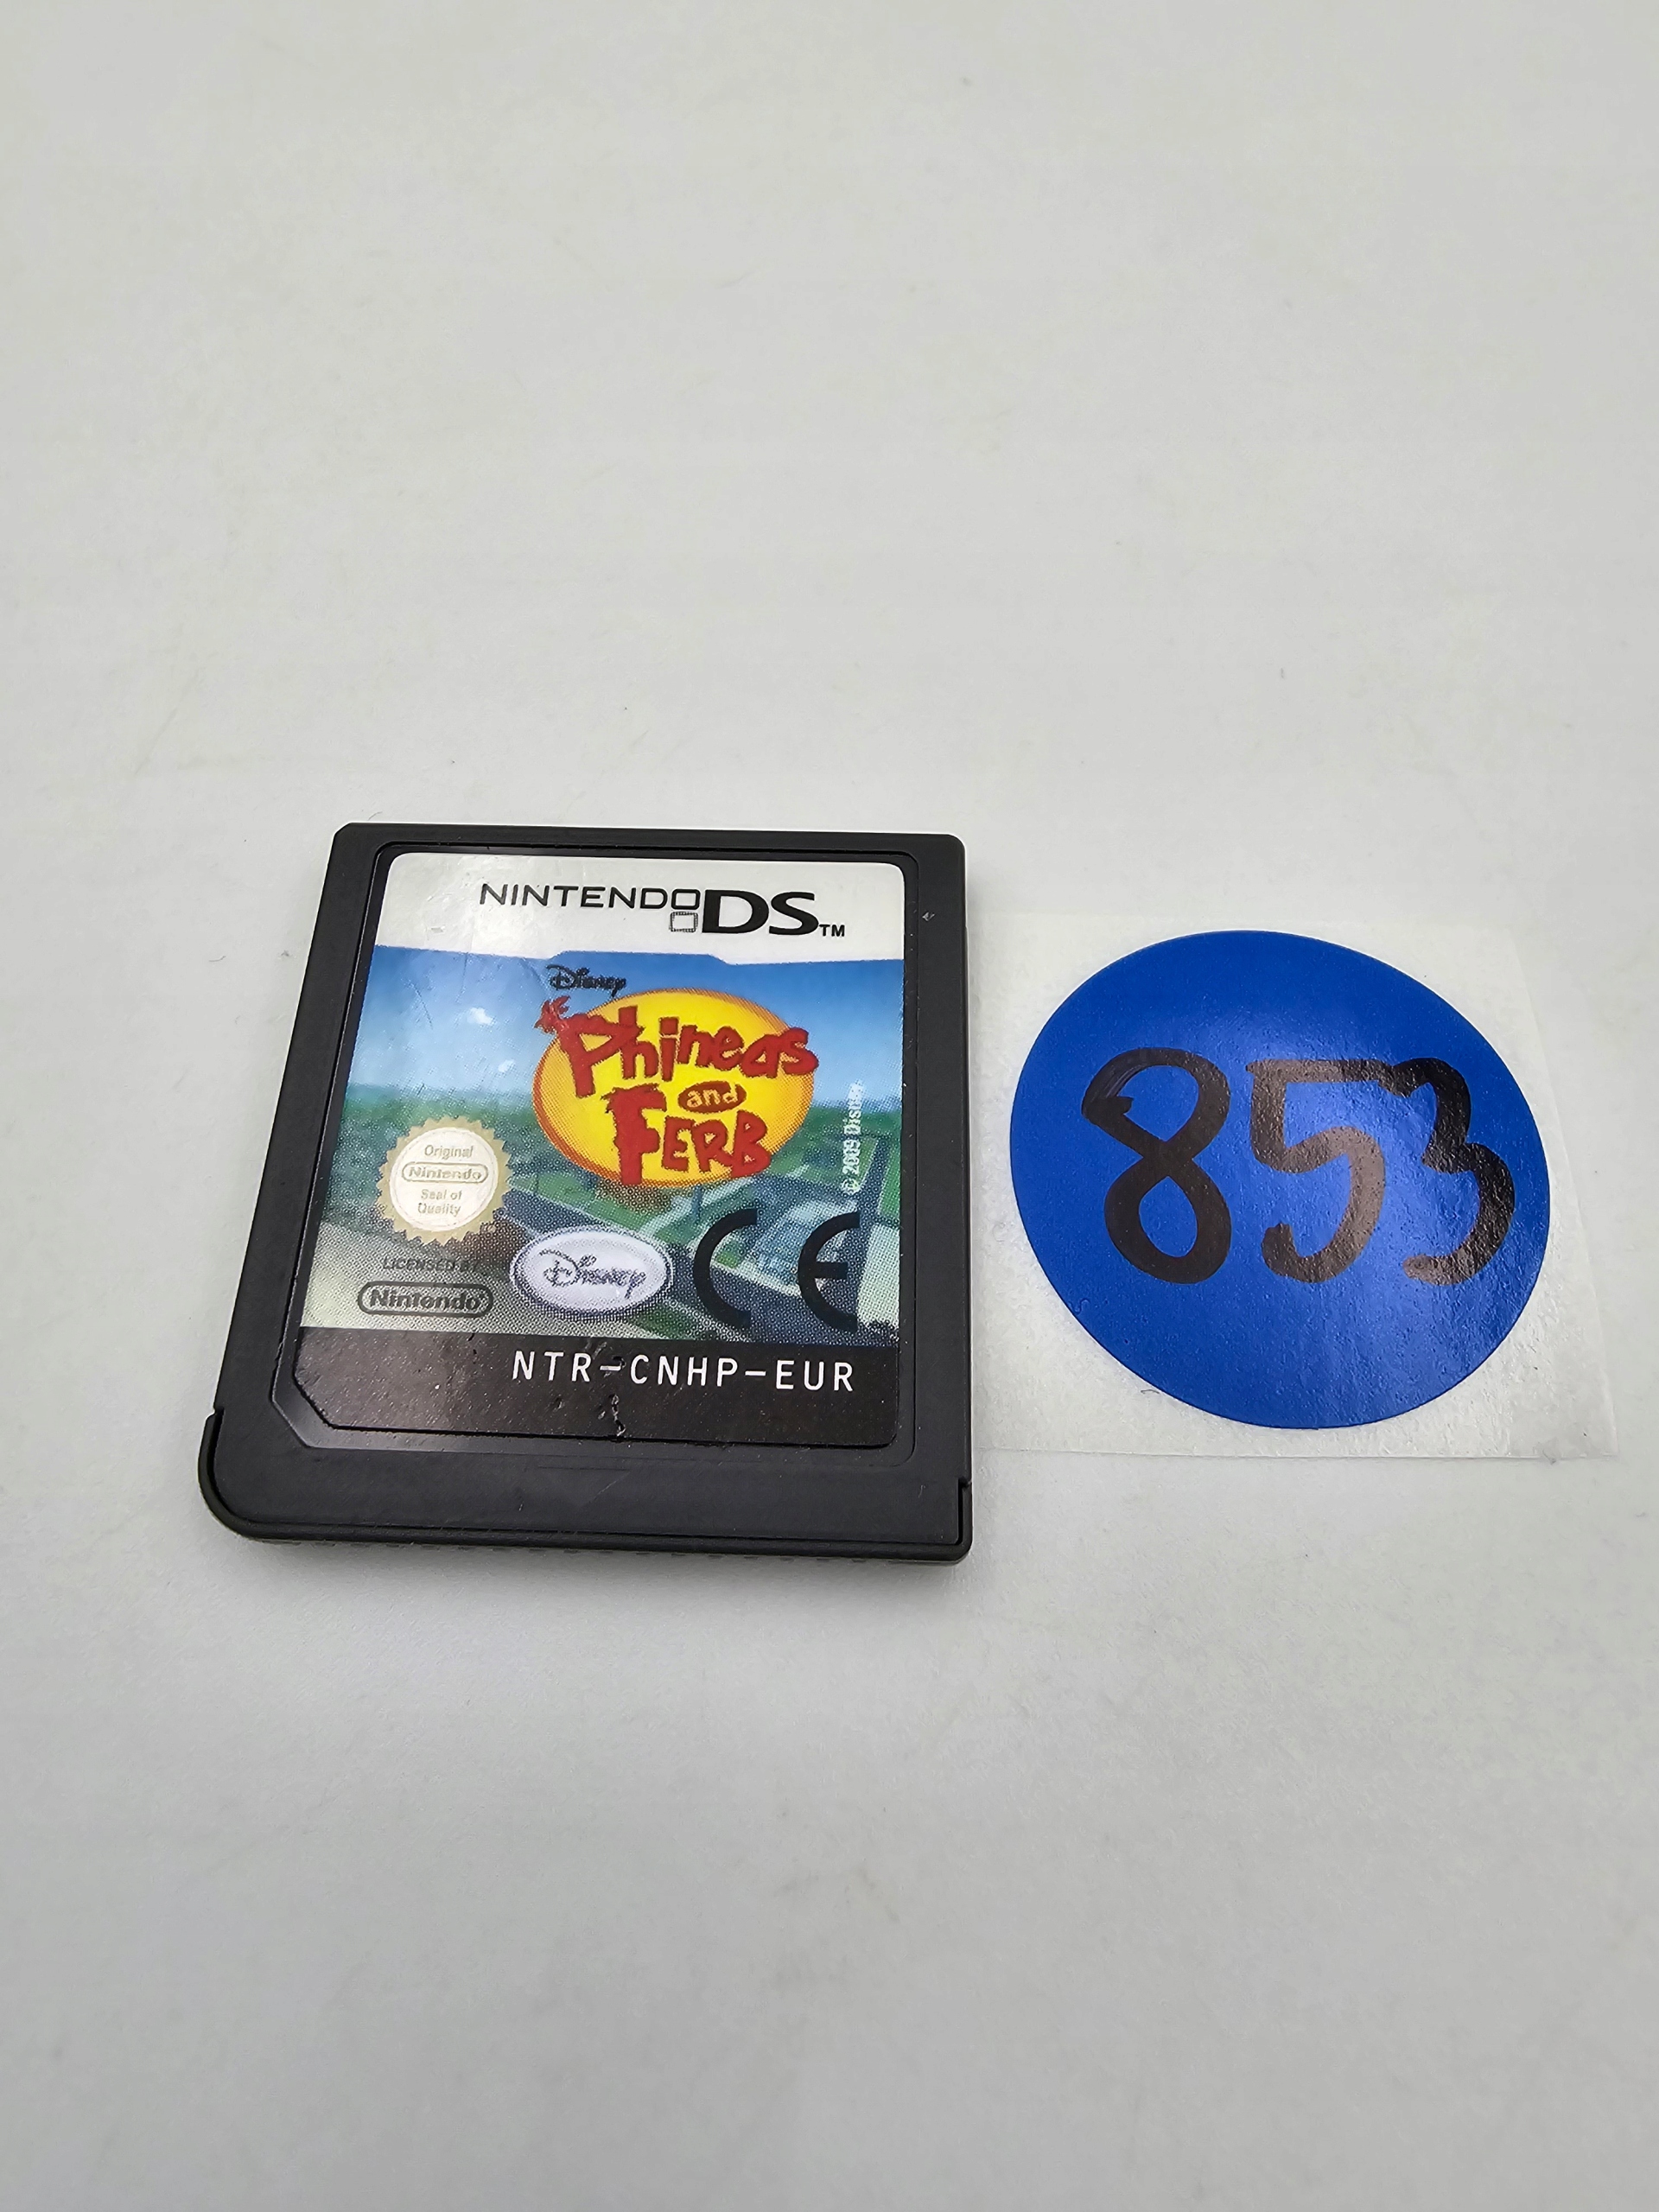 NINTENDO DS™
Disney
Phineas
and
FERB
© 2009 Disney
Original
Nintendo
Seal of
Quality
LICENSED BY
Nintendo
Disney
CE
NTR-CNHP-EUR
853